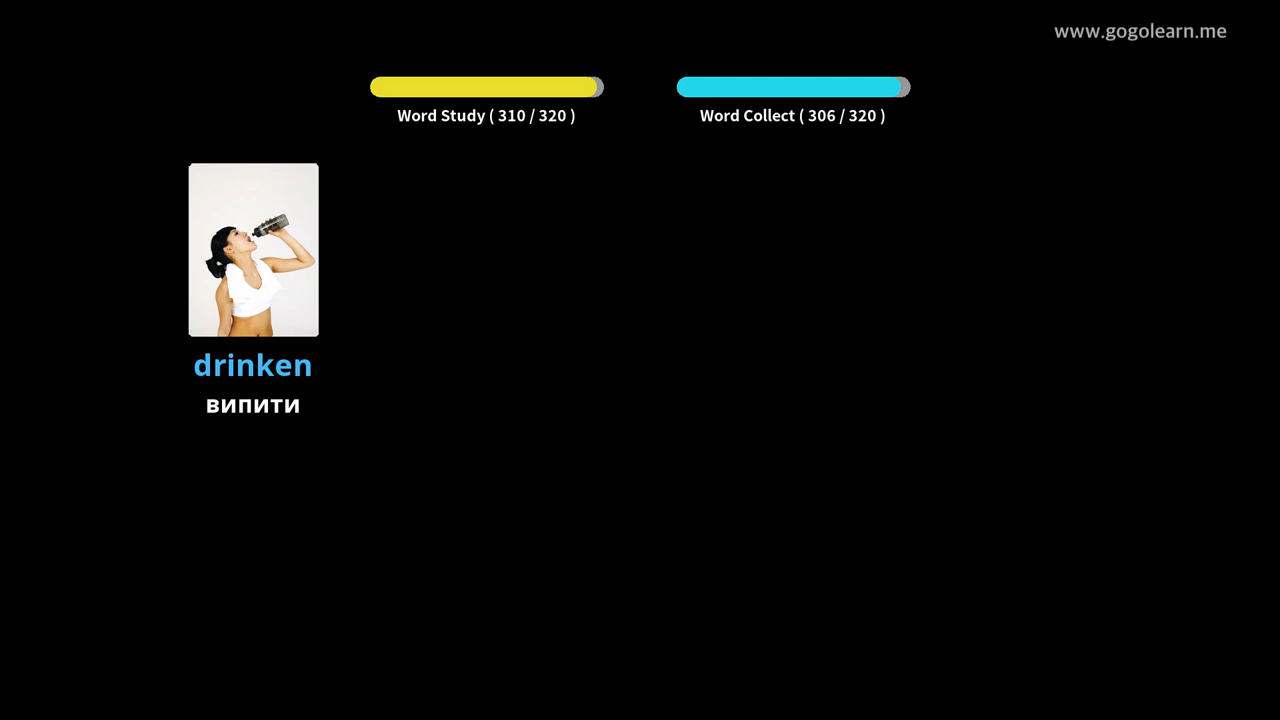 www.gogolearn.me
Word Study ( 310 / 320 )
Word Collect ( 306 / 320 )
drinken
випити